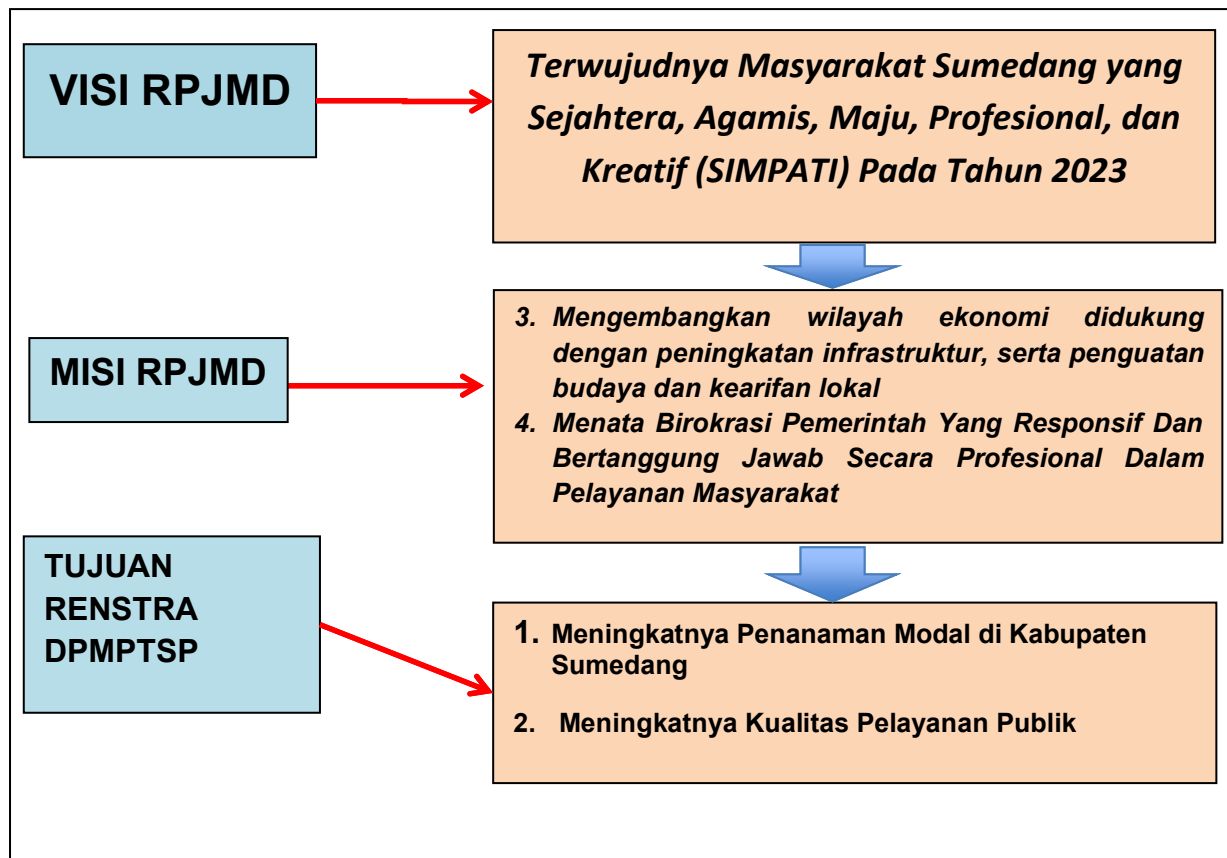 VISI RPJMD
Terwujudnya Masyarakat Sumedang yang
Sejahtera, Agamis, Maju, Profesional, dan
Kreatif (SIMPATI) Pada Tahun 2023
MISI RPJMD
3. Mengembangkan wilayah ekonomi didukung
dengan peningkatan infrastruktur, serta penguatan
budaya dan kearifan lokal
4. Menata Birokrasi Pemerintah Yang Responsif Dan
Bertanggung Jawab Secara Profesional Dalam
Pelayanan Masyarakat
TUJUAN
RENSTRA
DPMPTSP
1. Meningkatnya Penanaman Modal di Kabupaten
Sumedang
2. Meningkatnya Kualitas Pelayanan Publik